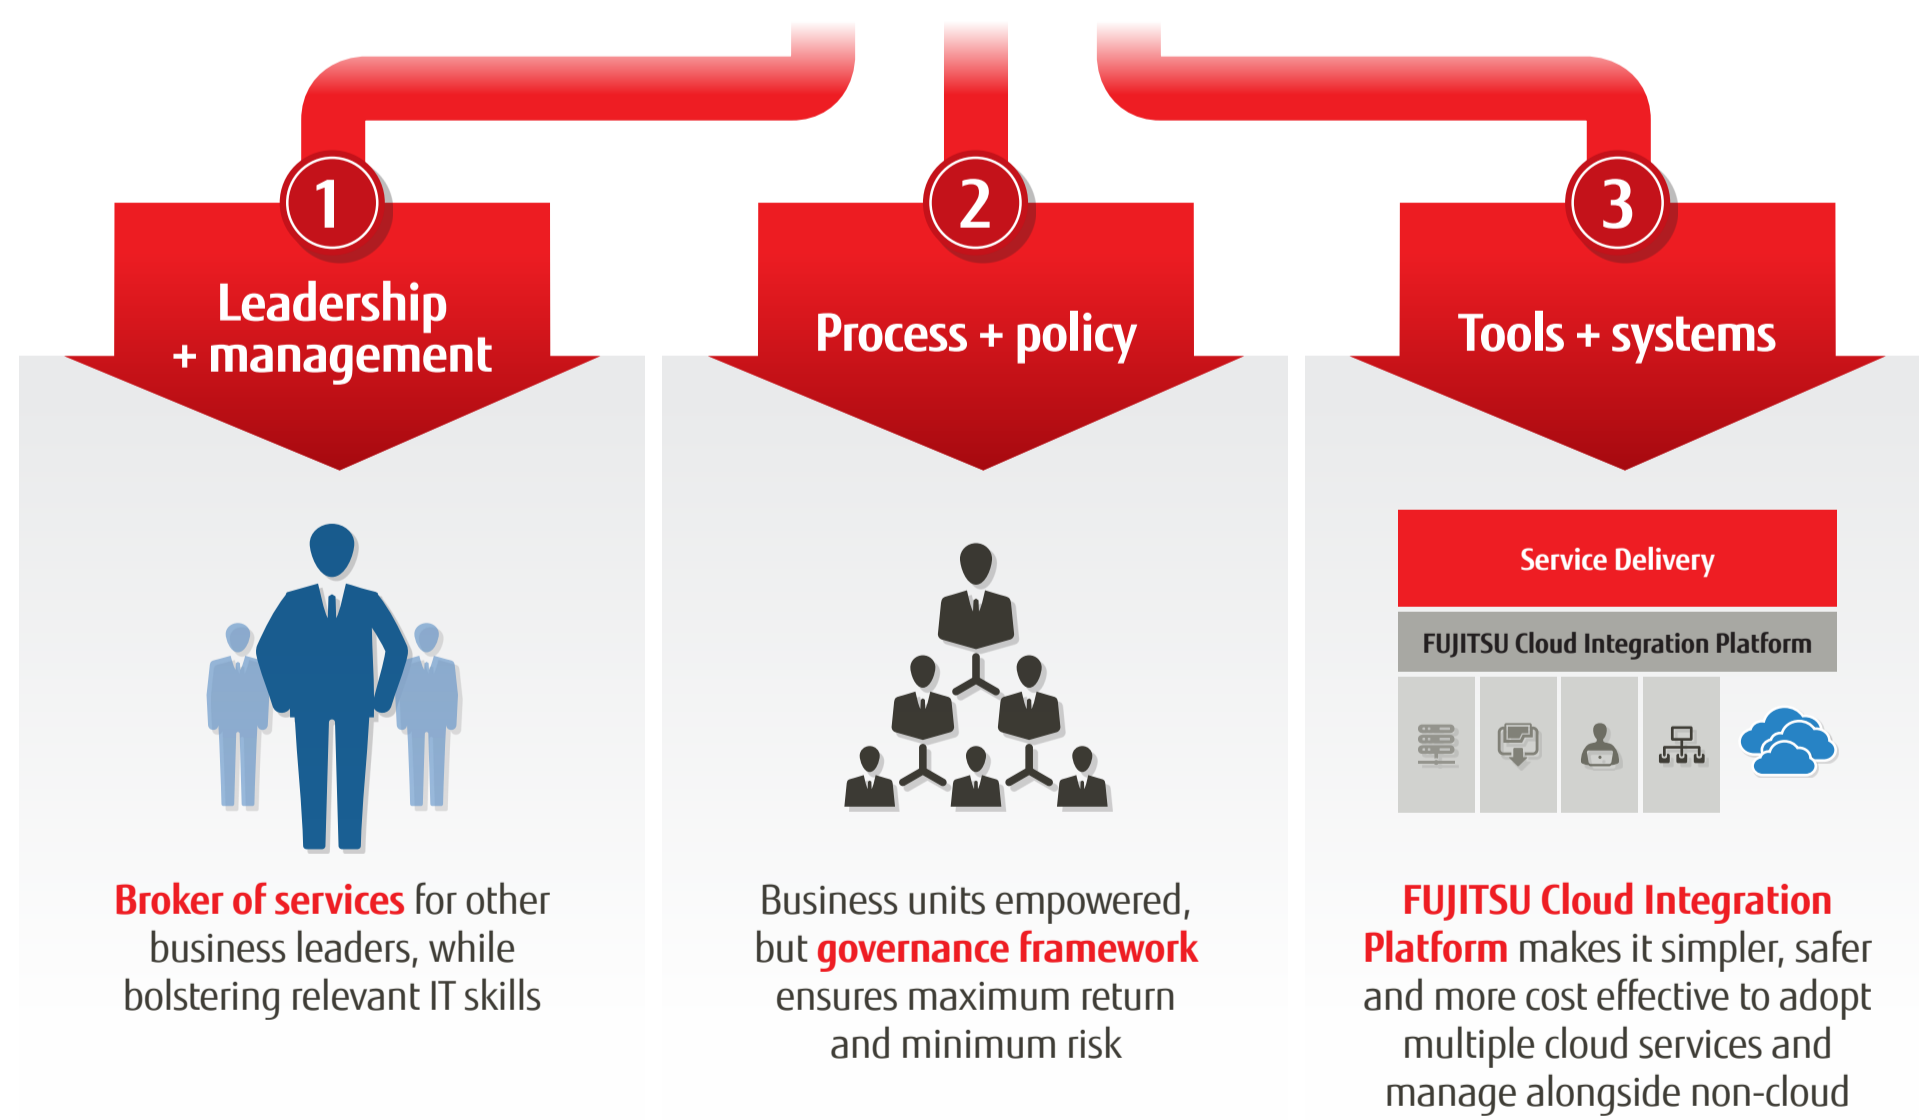 1
Leadership
+ management
Broker of services for other
business leaders, while
bolstering relevant IT skills
2
Process + policy
Business units empowered,
but governance framework
ensures maximum return
and minimum risk
3
Tools + systems
Service Delivery
FUJITSU Cloud Integration Platform
FUJITSU Cloud Integration
Platform makes it simpler, safer
and more cost effective to adopt
multiple cloud services and
manage alongside non-cloud